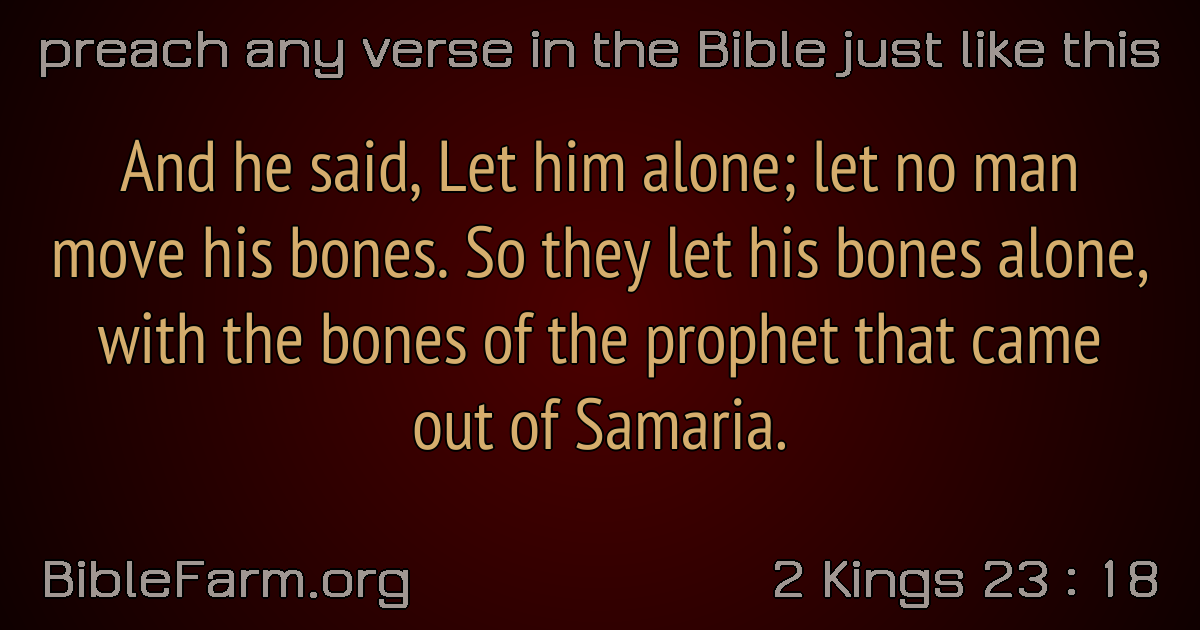 preach any verse in the Bible just like this
And he said, Let him alone; let no man
move his bones. So they let his bones alone,
with the bones of the prophet that came
out of Samaria.
BibleFarm.org
2 Kings 23 : 18